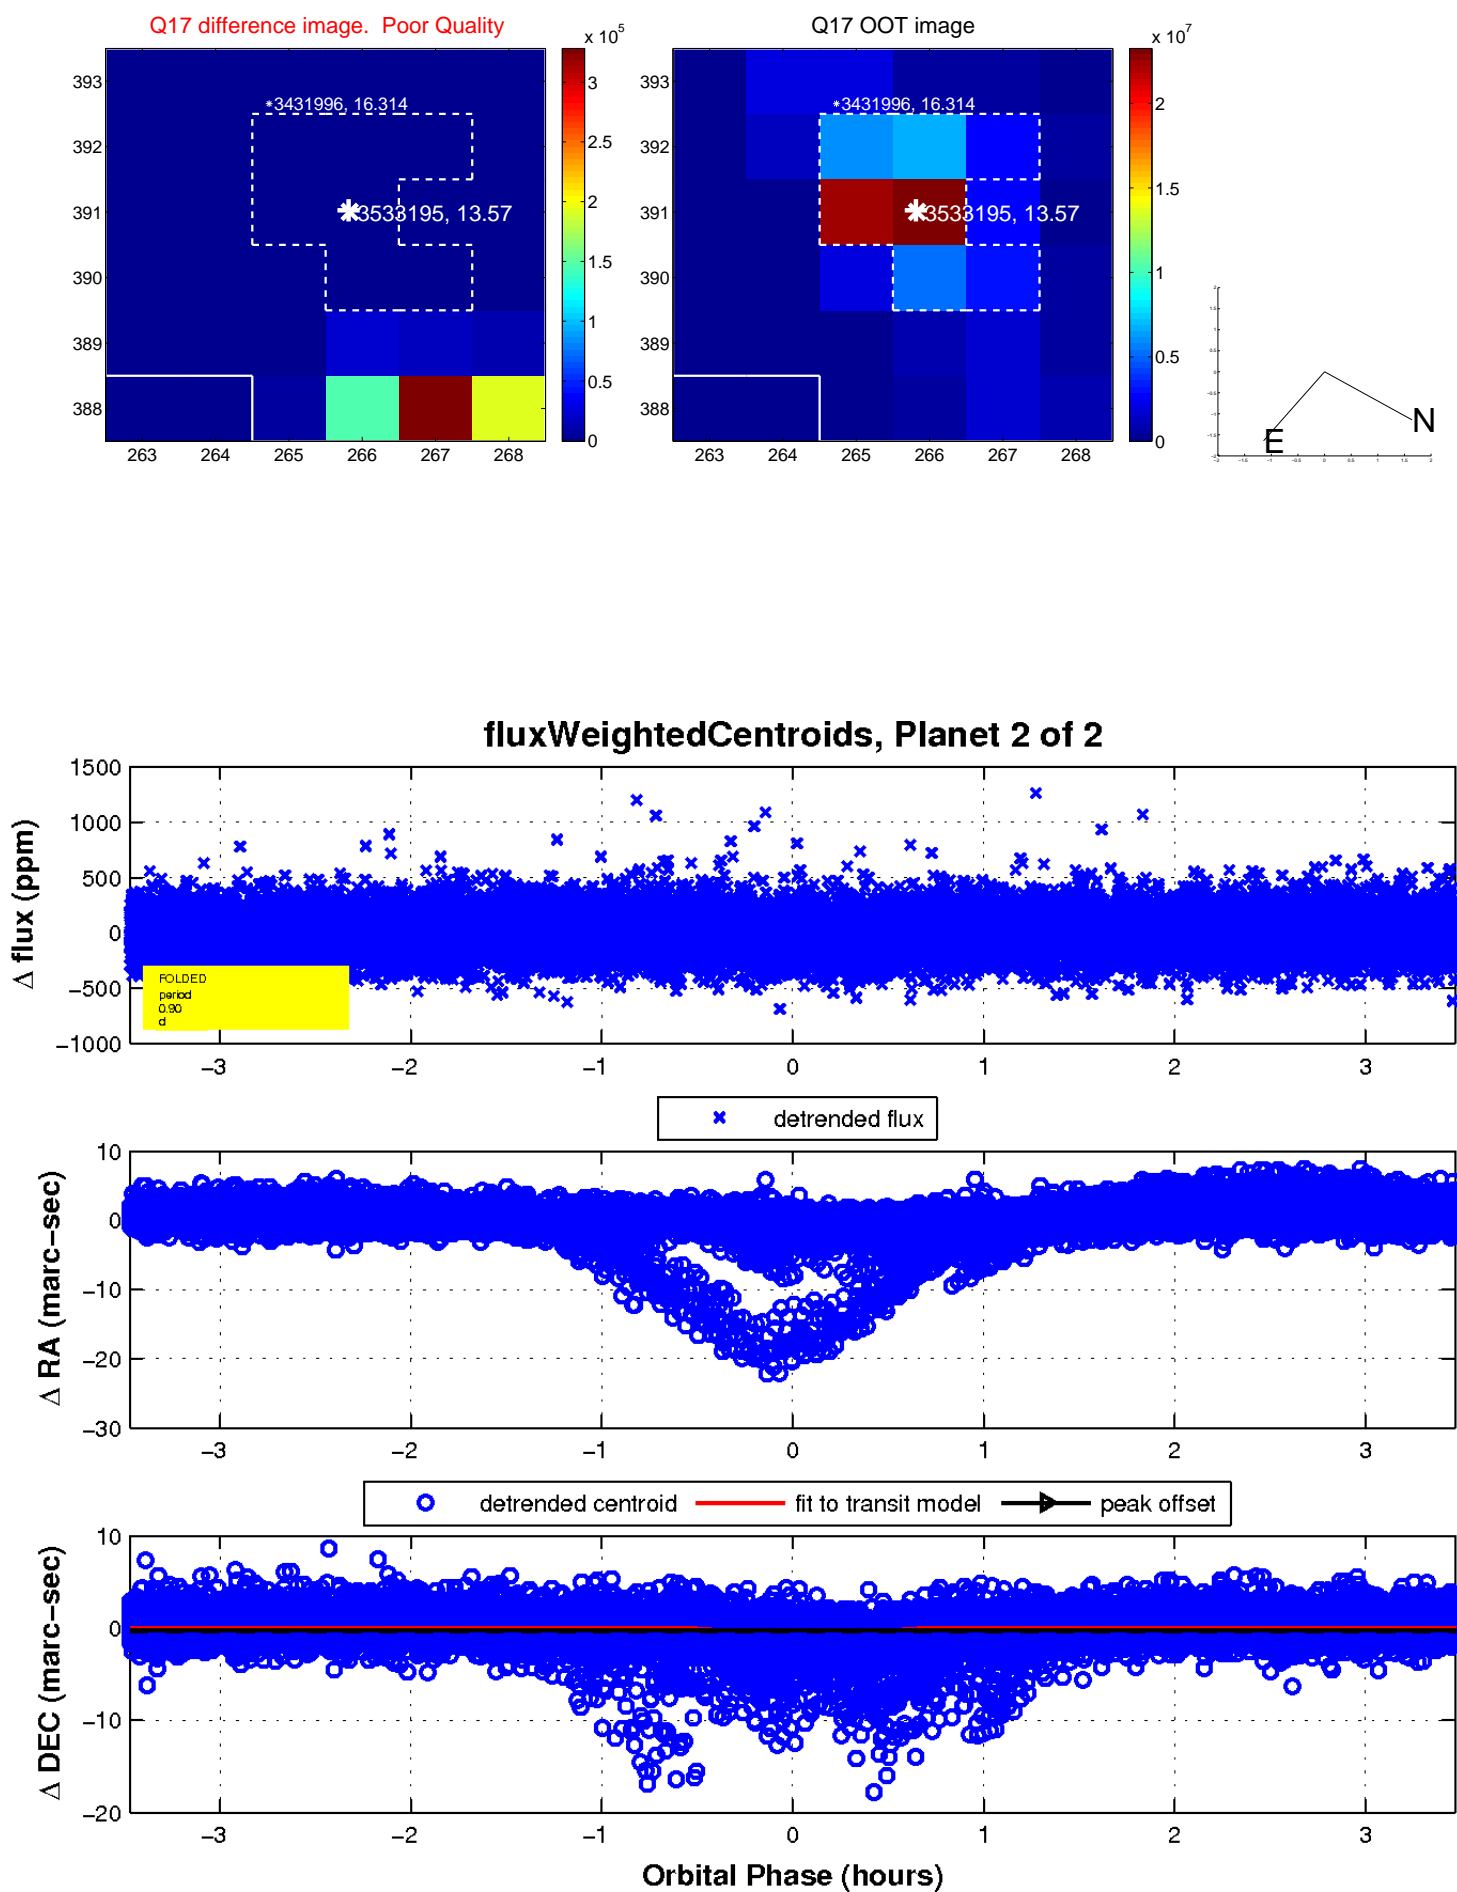 Q17 difference image. Poor Quality
Q17 OOT image
x 10^5
x 10^7
393
392
391
390
389
388
263 264 265 266 267 268
*3431996, 16.314
3533195, 13.57
3
2.5
2
1.5
1
0.5
0
393
392
391
390
389
388
263 264 265 266 267 268
*3431996, 16.314
3533195, 13.57
2
1.5
1
0.5
0
N
E
fluxWeightedCentroids, Planet 2 of 2
Δ flux (ppm)
1500
1000
500
0
−500
−1000
FOLDED
period
0.90
d
−3 −2 −1 0 1 2 3
detrended flux
Δ RA (marc−sec)
10
0
−10
−20
−30
−3 −2 −1 0 1 2 3
detrended centroid fit to transit model peak offset
Δ DEC (marc−sec)
10
0
−10
−20
−3 −2 −1 0 1 2 3
Orbital Phase (hours)